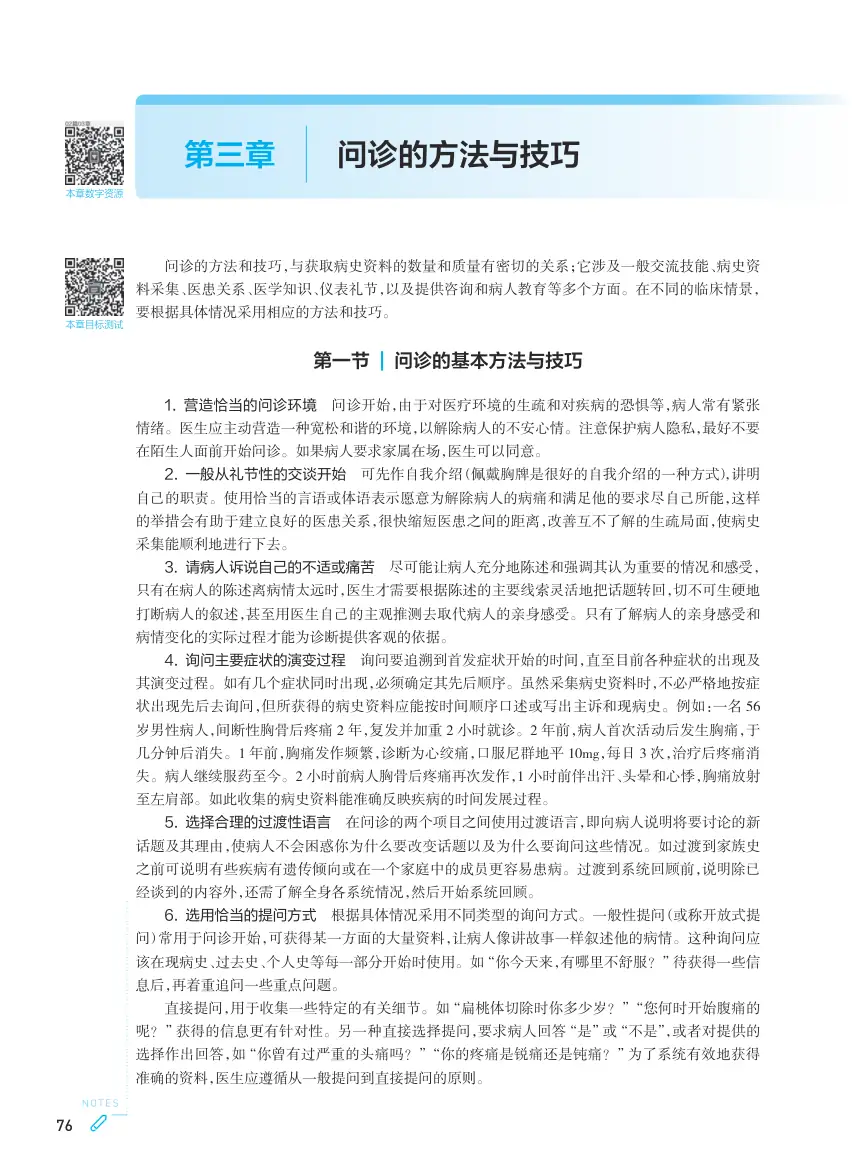 02篇03章
本章数字资源
第三章 问诊的方法与技巧
本章目标测试
问诊的方法和技巧,与获取病史资料的数量和质量有密切的关系;它涉及一般交流技能、病史资
料采集、医患关系、医学知识、仪表礼节,以及提供咨询和病人教育等多个方面。在不同的临床情景,
要根据具体情况采用相应的方法和技巧。
第一节 | 问诊的基本方法与技巧
1. 营造恰当的问诊环境 问诊开始,由于对医疗环境的生疏和对疾病的恐惧等,病人常有紧张
情绪。医生应主动营造一种宽松和谐的环境,以解除病人的不安心情。注意保护病人隐私,最好不要
在陌生人面前开始问诊。如果病人要求家属在场,医生可以同意。
2. 一般从礼节性的交谈开始 可先作自我介绍(佩戴胸牌是很好的自我介绍的一种方式),讲明
自己的职责。使用恰当的言语或体语表示愿意为解除病人的病痛和满足他的要求尽自己所能,这样
的举措会有助于建立良好的医患关系,很快缩短医患之间的距离,改善互不了解的生疏局面,使病史
采集能顺利地进行下去。
3. 请病人诉说自己的不适或痛苦 尽可能让病人充分地陈述和强调其认为重要的情况和感受,
只有在病人的陈述离病情太远时,医生才需要根据陈述的主要线索灵活地把话题转回,切不可生硬地
打断病人的叙述,甚至用医生自己的主观推测去取代病人的亲身感受。只有了解病人的亲身感受和
病情变化的实际过程才能为诊断提供客观的依据。
4. 询问主要症状的演变过程 询问要追溯到首发症状开始的时间,直至目前各种症状的出现及
其演变过程。如有几个症状同时出现,必须确定其先后顺序。虽然采集病史资料时,不必严格地按症
状出现先后去询问,但所获得的病史资料应能按时间顺序口述或写出主诉和现病史。例如:一名 56
岁男性病人,间断性胸骨后疼痛 2 年,复发并加重 2 小时就诊。2 年前,病人首次活动后发生胸痛,于
几分钟后消失。1 年前,胸痛发作频繁,诊断为心绞痛,口服尼群地平 10mg,每日 3 次,治疗后疼痛消
失。病人继续服药至今。2 小时前病人胸骨后疼痛再次发作,1 小时前伴出汗、头晕和心悸,胸痛放射
至左肩部。如此收集的病史资料能准确反映疾病的时间发展过程。
5. 选择合理的过渡性语言 在问诊的两个项目之间使用过渡语言,即向病人说明将要讨论的新
话题及其理由,使病人不会困惑你为什么要改变话题以及为什么要询问这些情况。如过渡到家族史
之前可说明有些疾病有遗传倾向或在一个家庭中的成员更容易患病。过渡到系统回顾前,说明除已
经谈到的内容外,还需了解全身各系统情况,然后开始系统回顾。
6. 选用恰当的提问方式 根据具体情况采用不同类型的询问方式。一般性提问(或称开放式提
问)常用于问诊开始,可获得某一方面的大量资料,让病人像讲故事一样叙述他的病情。这种询问应
该在现病史、过去史、个人史等每一部分开始时使用。如“你今天来,有哪里不舒服?”待获得一些信
息后,再着重追问一些重点问题。
直接提问,用于收集一些特定的有关细节。如“扁桃体切除时你多少岁?”“您何时开始腹痛的
呢?”获得的信息更有针对性。另一种直接选择提问,要求病人回答“是”或“不是”,或者对提供的
选择作出回答,如“你曾有过严重的头痛吗?”“你的疼痛是锐痛还是钝痛?”为了系统有效地获得
准确的资料,医生应遵循从一般提问到直接提问的原则。
NOTES
76